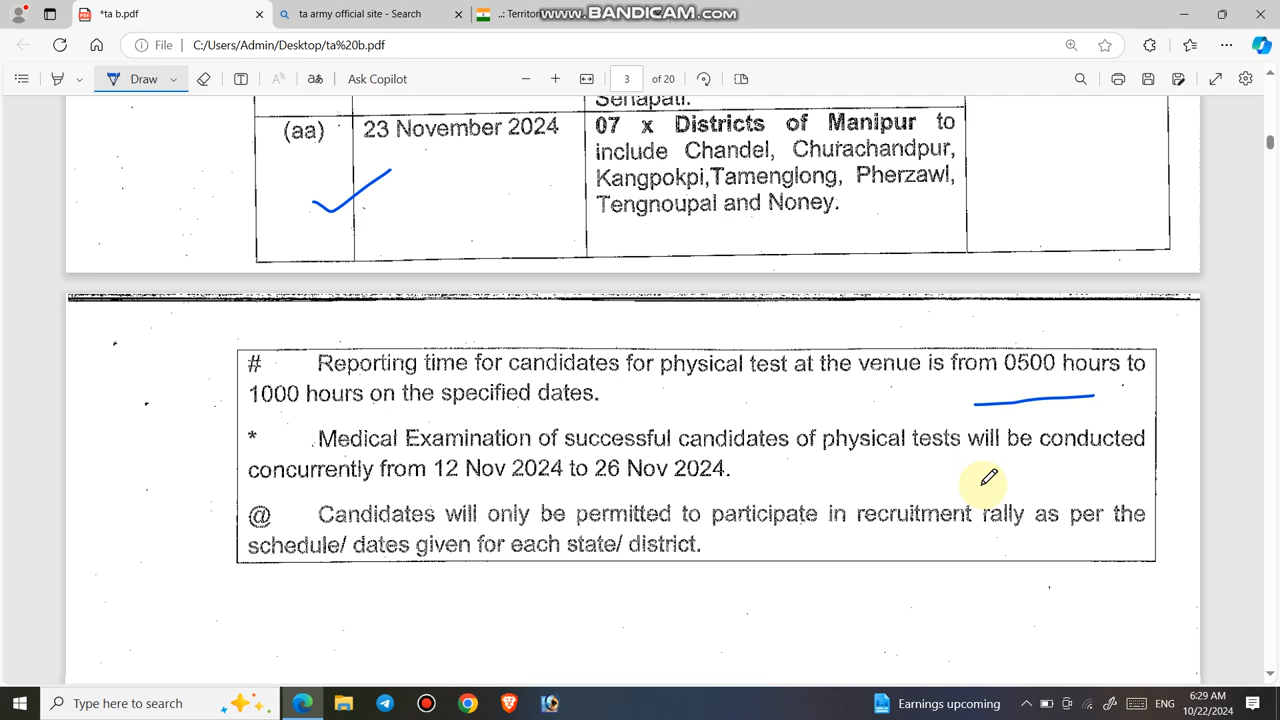 *ta b.pdf
ta army official site - Search
.: Territor
www.BANDICAM.com
File
C:/Users/Admin/Desktop/ta%20b.pdf
Draw
Ask Copilot
3
of 20
Senapati.
(aa)
23 November 2024
07 x Districts of Manipur to
include Chandel, Churachandpur,
Kangpokpi,Tamenglong, Pherzawl,
Tengnoupal and Noney.
# Reporting time for candidates for physical test at the venue is from 0500 hours to
1000 hours on the specified dates.
* Medical Examination of successful candidates of physical tests will be conducted
concurrently from 12 Nov 2024 to 26 Nov 2024.
@ Candidates will only be permitted to participate in recruitment rally as per the
schedule/ dates given for each state/ district.
Type here to search
Earnings upcoming
ENG
6:29 AM
10/22/2024